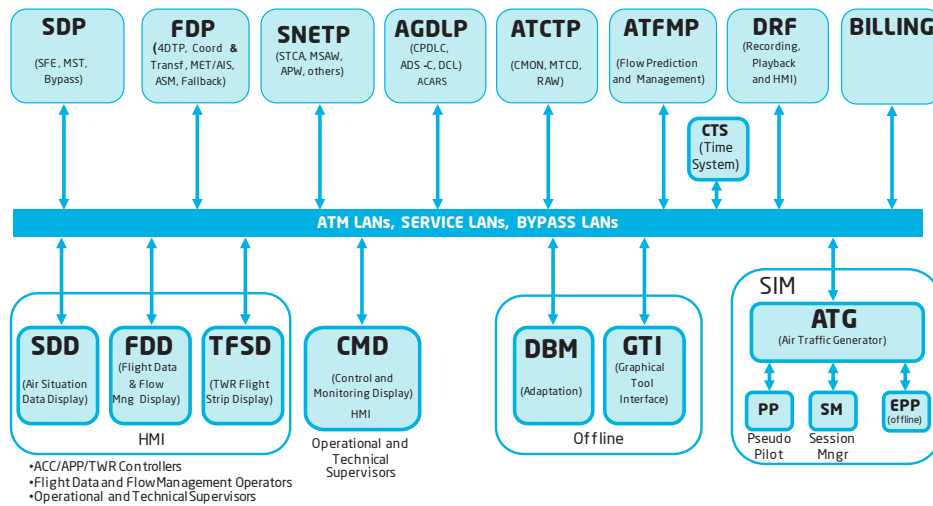 SDP
(SFE, MST,
Bypass)
FDP
(4DTP, Coord &
Transf, MET/AIS,
ASM, Fallback)
SNETP
(STCA, MSAW,
APW, others)
AGDLP
(CPDLC,
ADS -C, DCL)
ACARS
ATCTP
(CMON, MTCD,
RAW)
ATFMP
(Flow Prediction
and Management)
DRF
(Recording,
Playback
and HMI)
BILLING
CTS
(Time
System)
ATM LANs, SERVICE LANs, BYPASS LANs
SDD
(Air Situation
Data Display)
FDD
(Flight Data
& Flow
Mng Display)
TFSD
(TWR Flight
Strip Display)
HMI
•ACC/APP/TWR Controllers
•Flight Data and Flow Management Operators
•Operational and Technical Supervisors
CMD
(Control and
Monitoring Display)
HMI
Operational and
Technical
Supervisors
DBM
(Adaptation)
GTI
(Graphical
Tool
Interface)
Offline
SIM
ATG
(Air Traffic Generator)
PP
Pseudo
Pilot
SM
Session
Mngr
EPP
(offline)